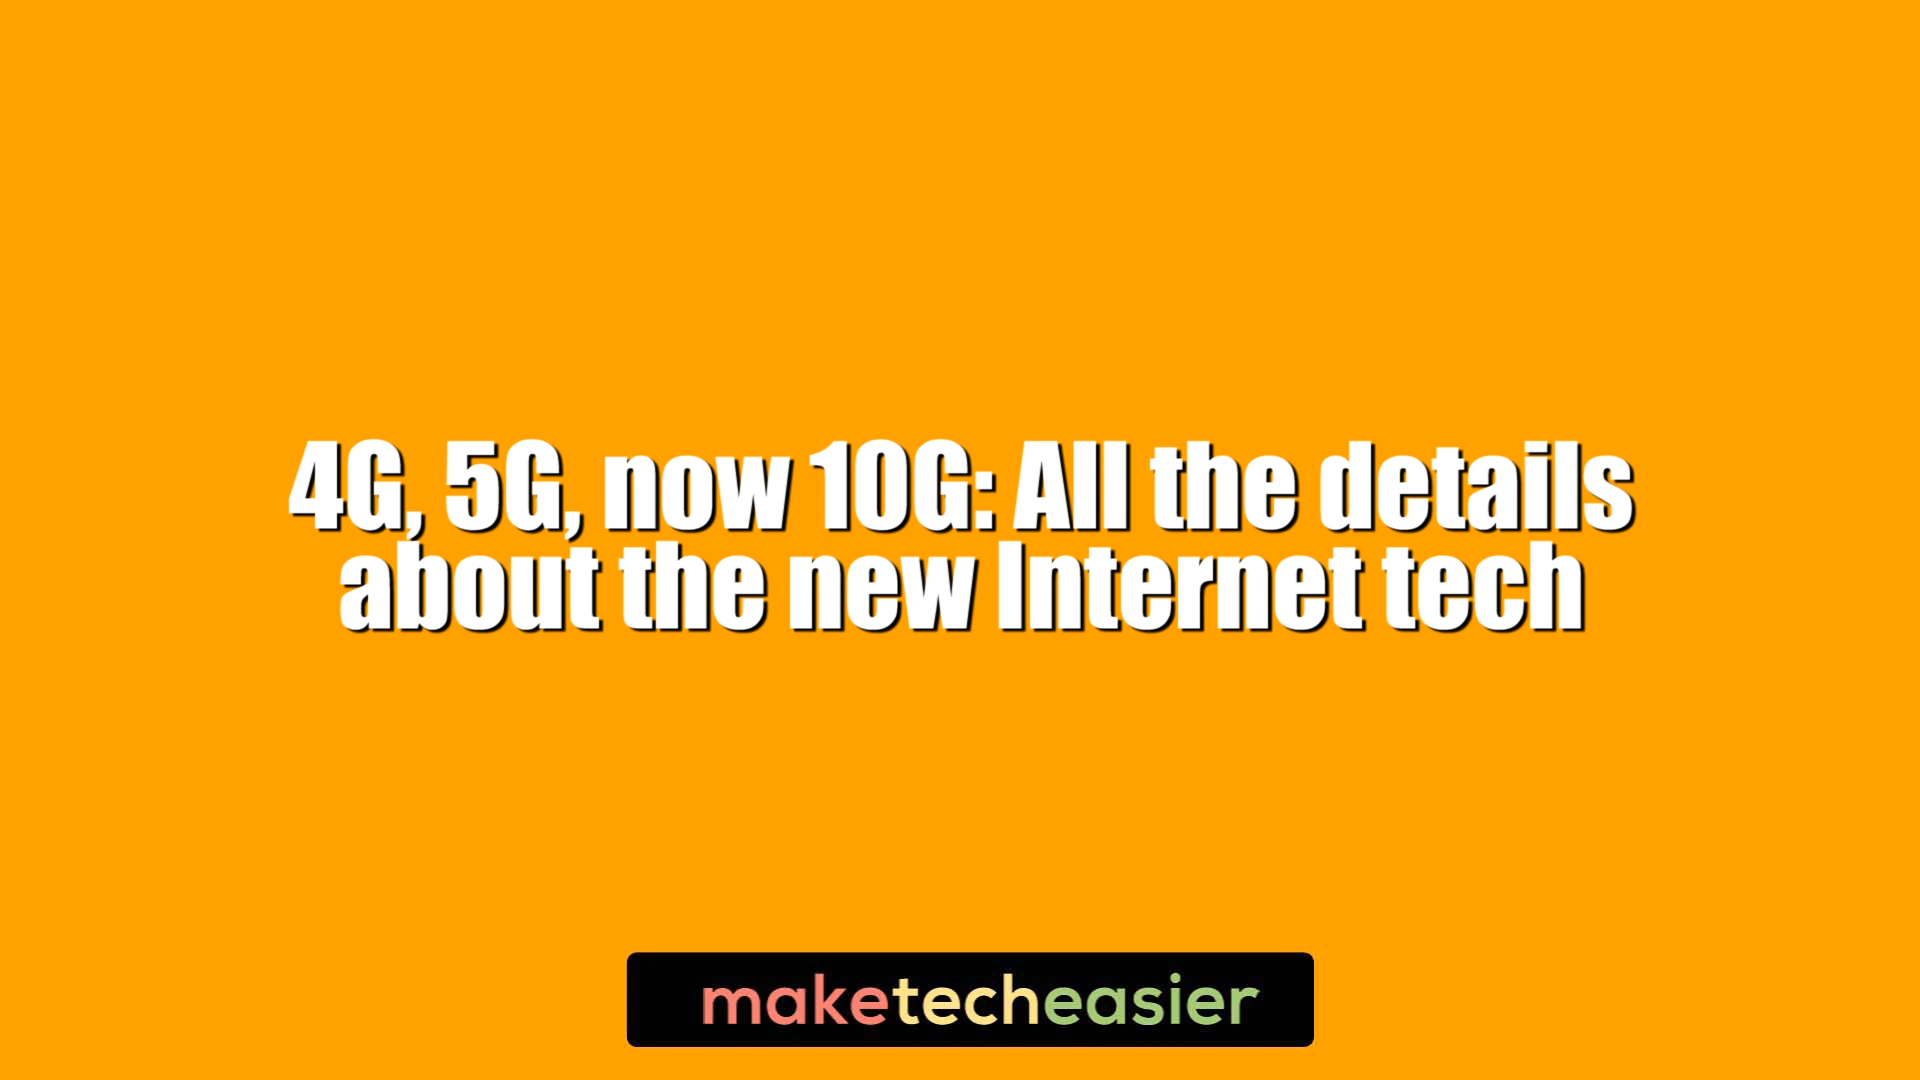 4G, 5G, now 10G: All the details
about the new Internet tech
maketecheasier